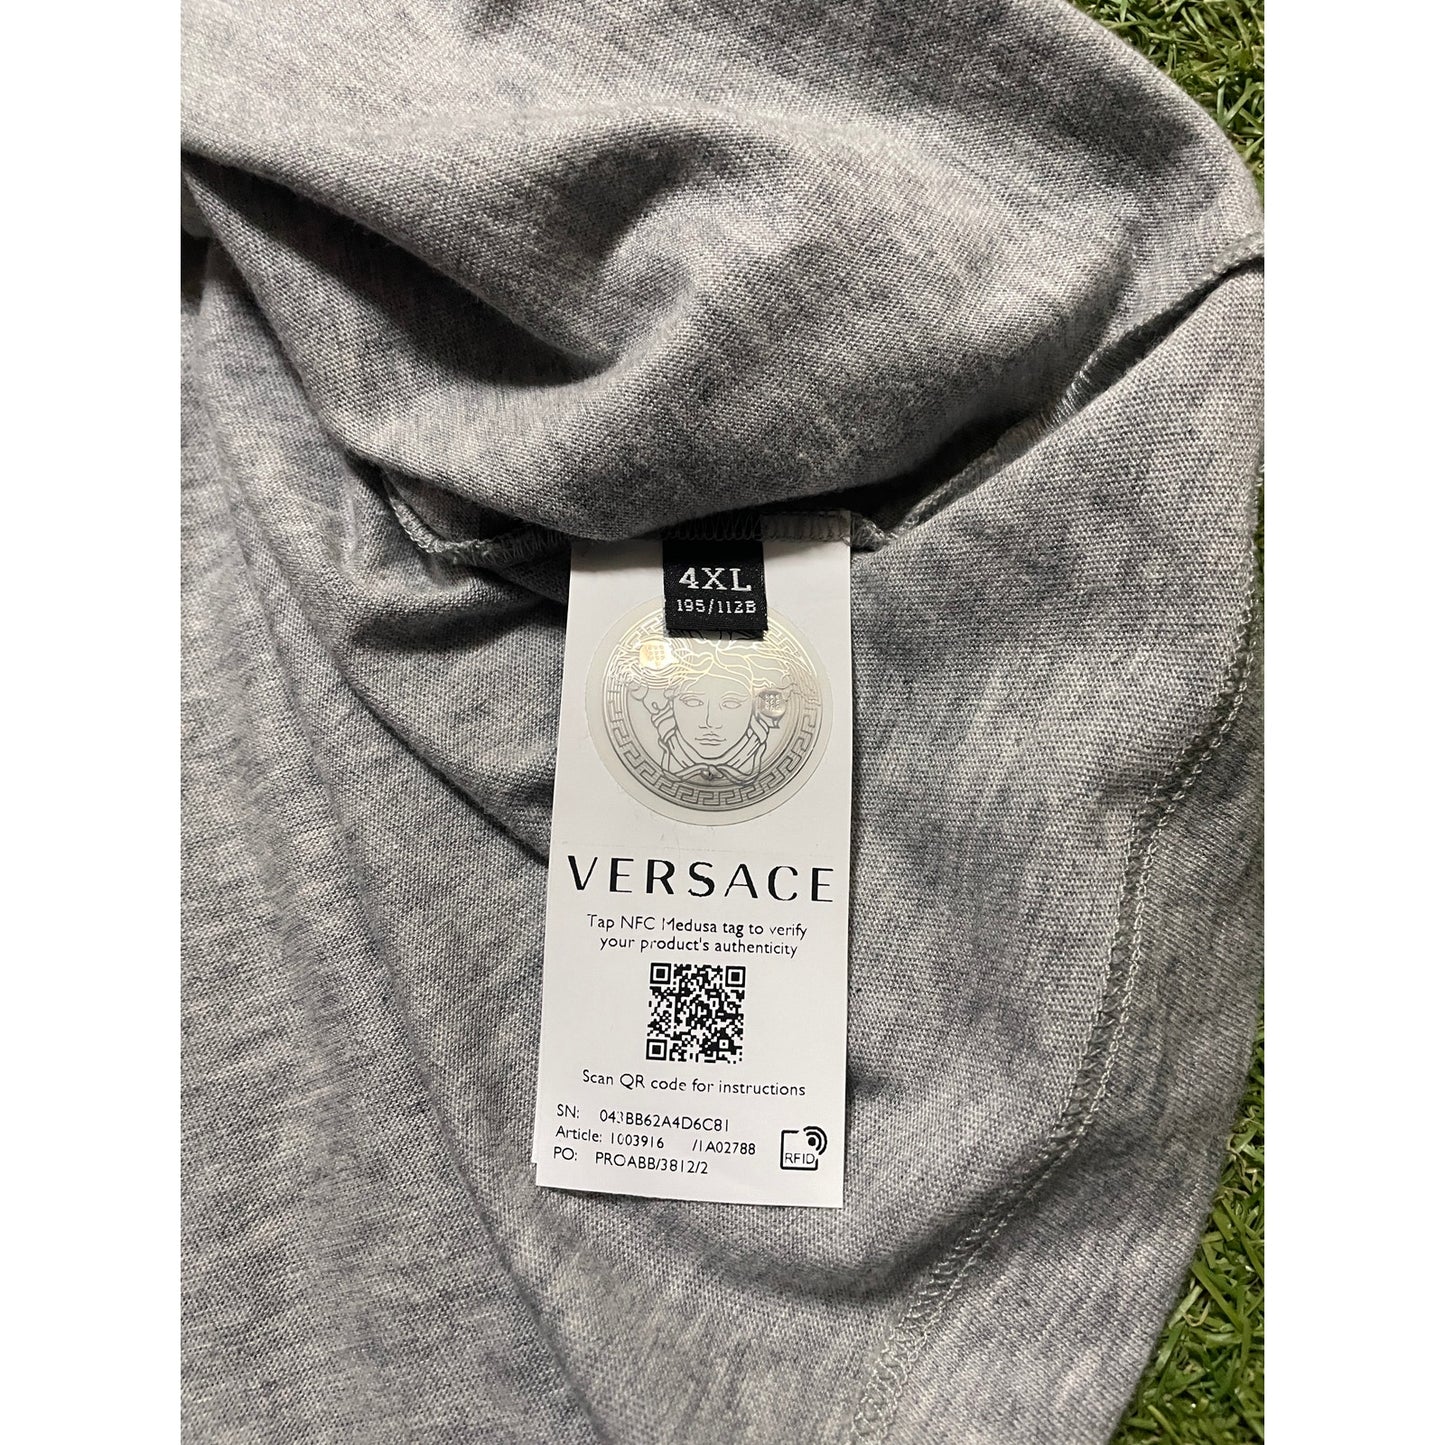 4XL
195/112B
VERSACE
Tap NFC Medusa tag to verify
your product's authenticity
Scan QR code for instructions
SN: 043BB62A4D6C81
Article: 1003916 /1A02788
PO: PROABB/3812/2
RFID